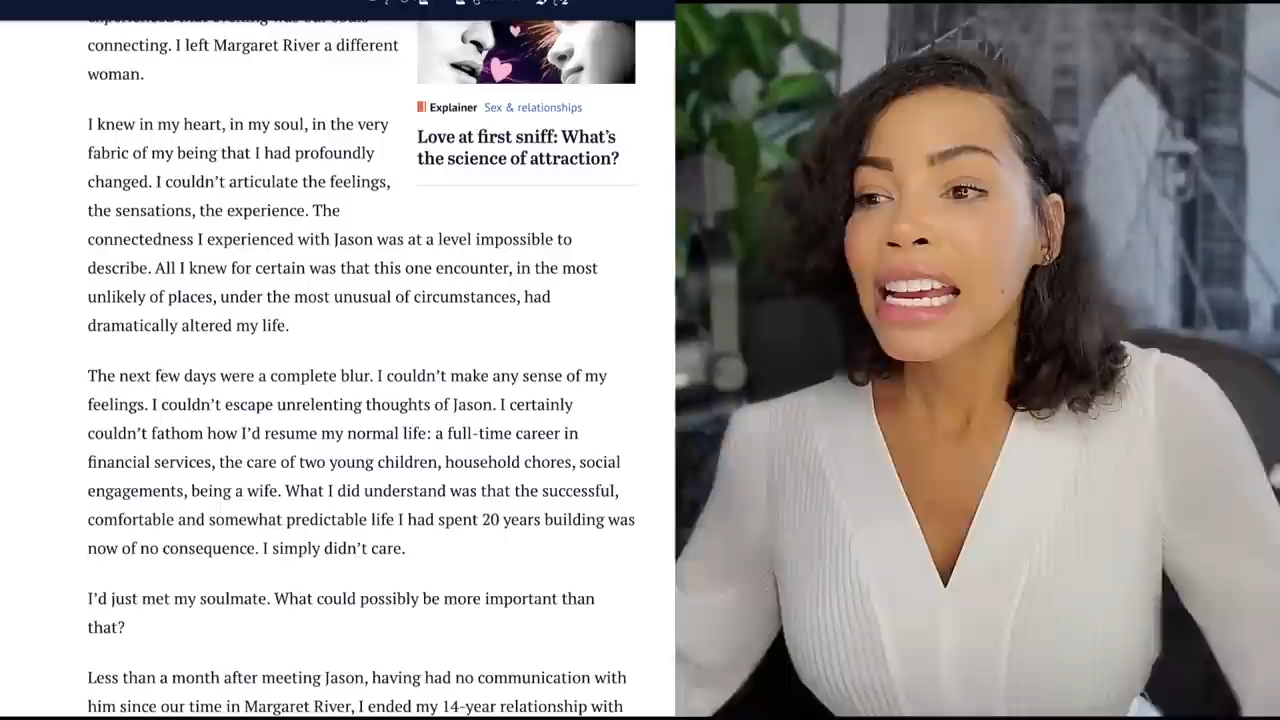 experienced that evening was our souls
connecting. I left Margaret River a different
woman.
Explainer Sex & relationships
Love at first sniff: What's
the science of attraction?
I knew in my heart, in my soul, in the very
fabric of my being that I had profoundly
changed. I couldn't articulate the feelings,
the sensations, the experience. The
connectedness I experienced with Jason was at a level impossible to
describe. All I knew for certain was that this one encounter, in the most
unlikely of places, under the most unusual of circumstances, had
dramatically altered my life.
The next few days were a complete blur. I couldn't make any sense of my
feelings. I couldn't escape unrelenting thoughts of Jason. I certainly
couldn't fathom how I'd resume my normal life: a full-time career in
financial services, the care of two young children, household chores, social
engagements, being a wife. What I did understand was that the successful,
comfortable and somewhat predictable life I had spent 20 years building was
now of no consequence. I simply didn't care.
I'd just met my soulmate. What could possibly be more important than
that?
Less than a month after meeting Jason, having had no communication with
him since our time in Margaret River, I ended my 14-year relationship with